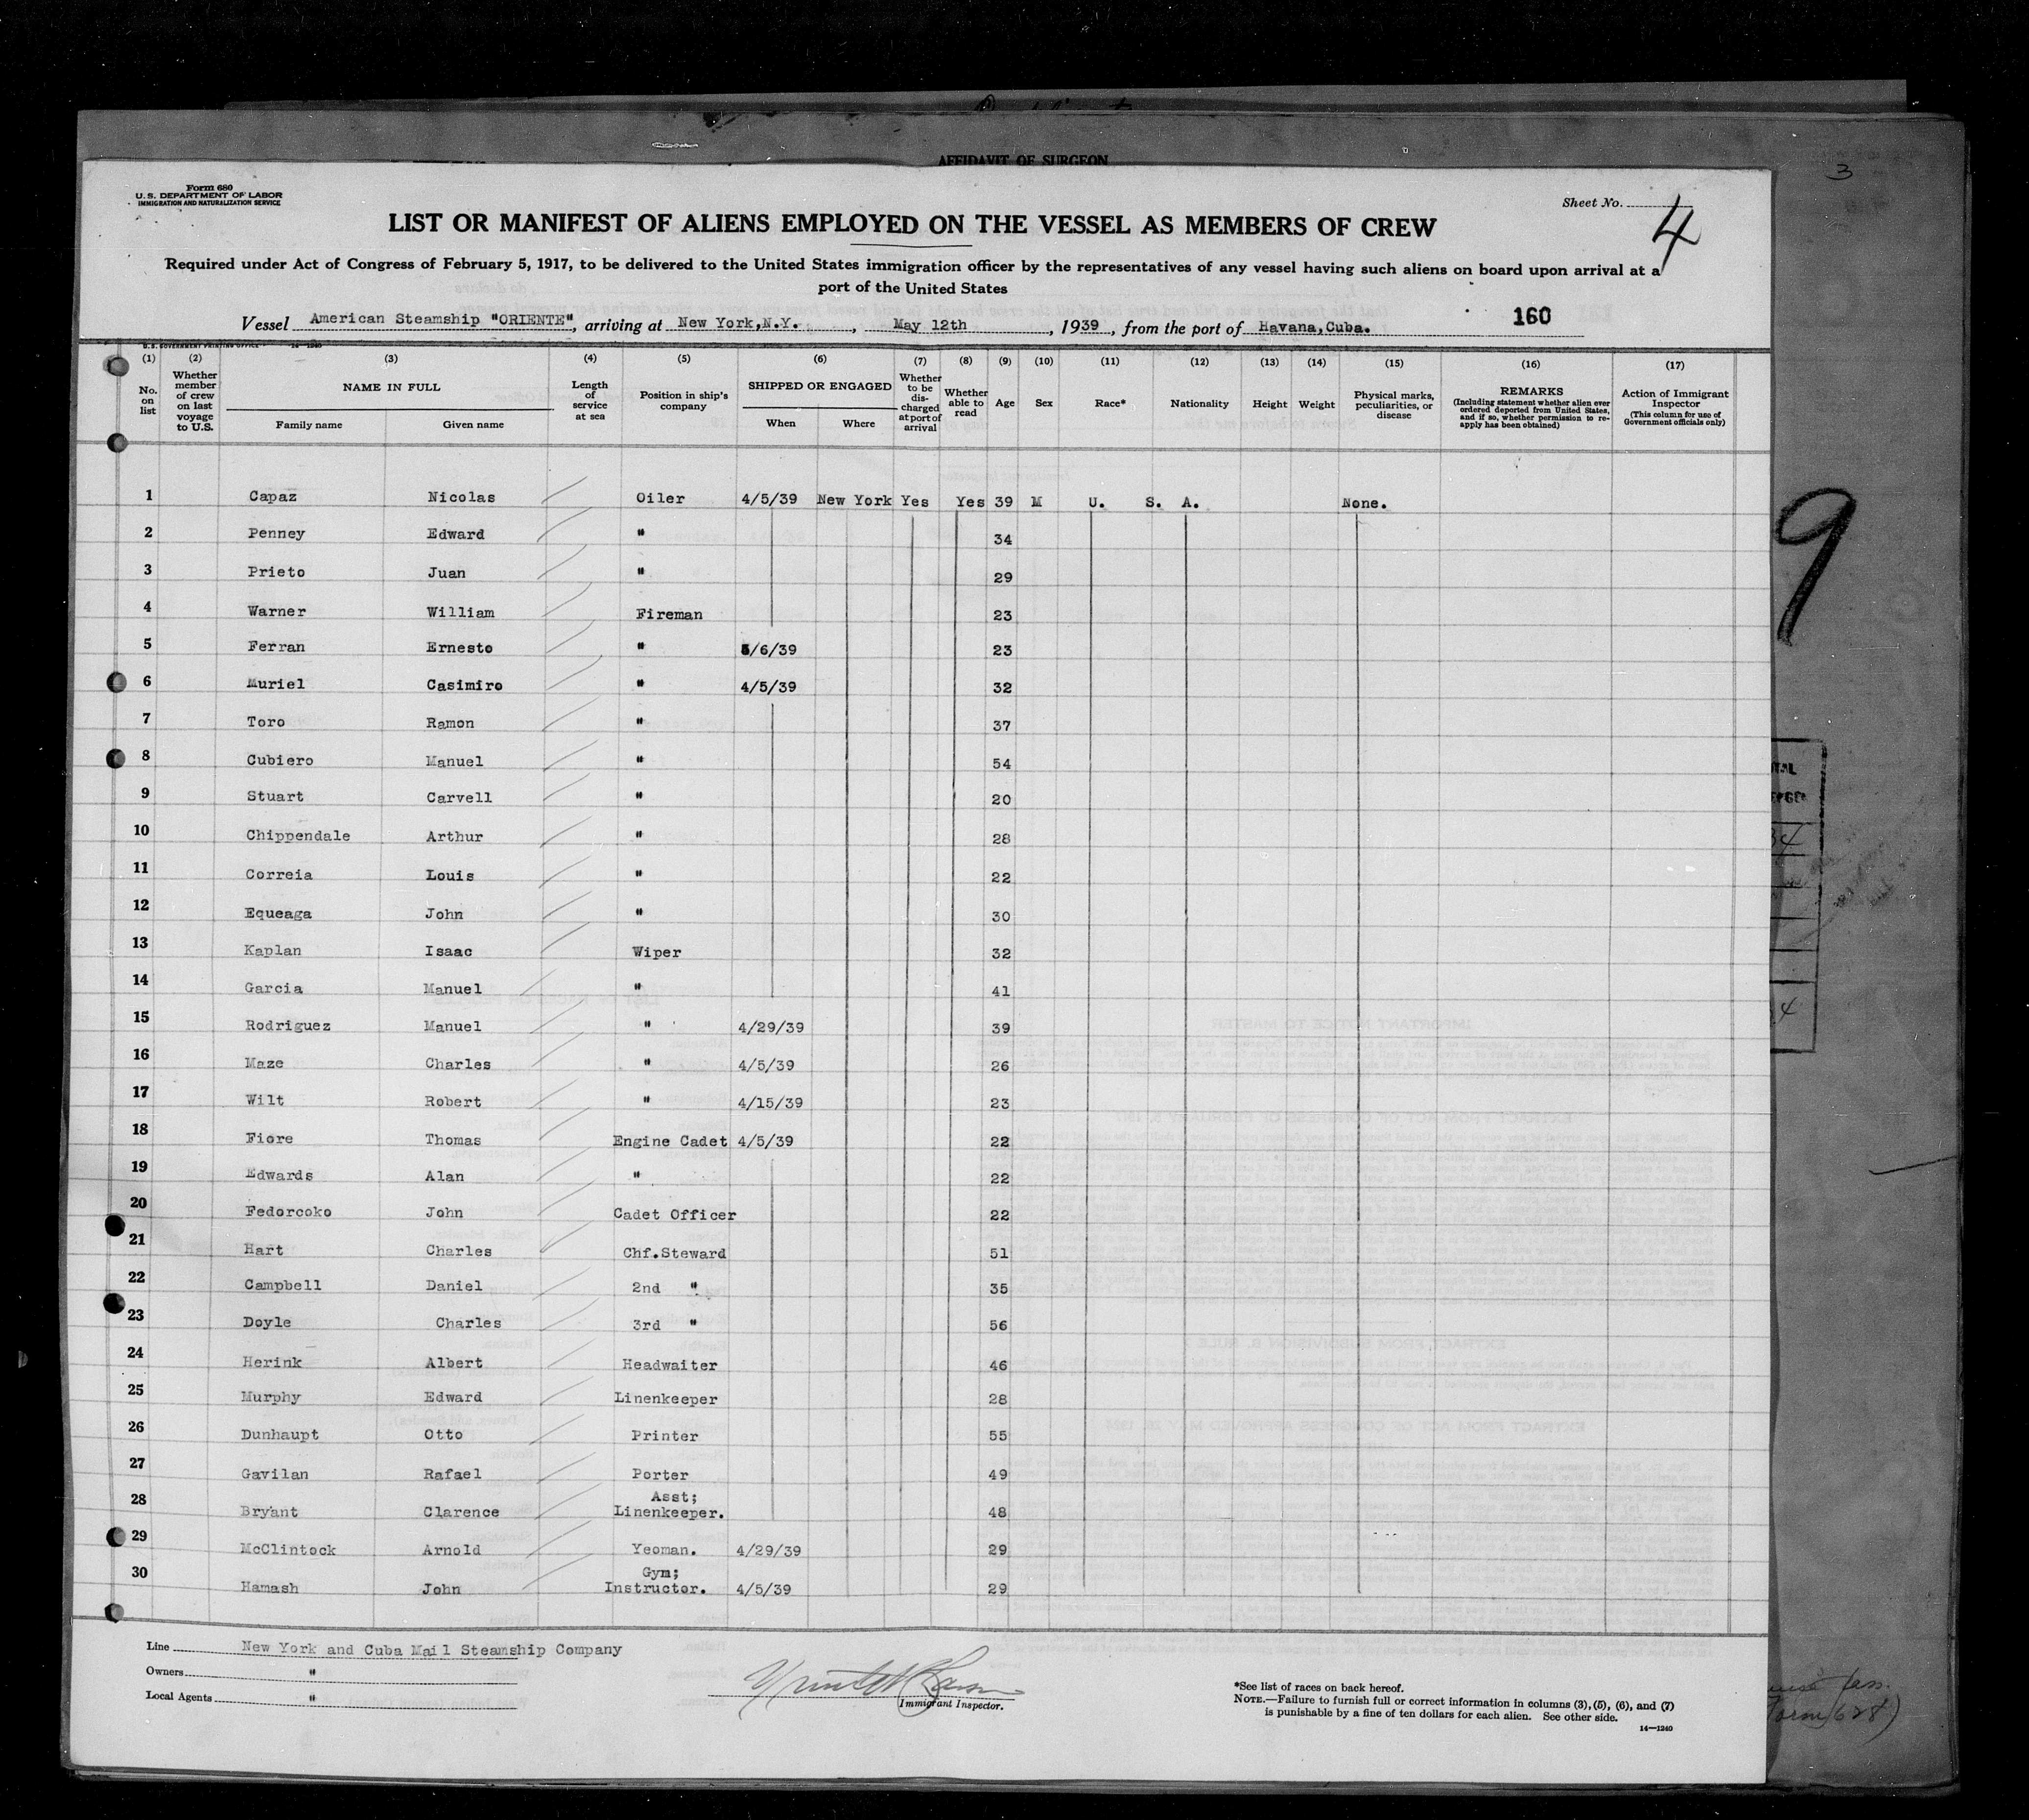 AFFIDAVIT OF SURGEON
3
Form 680
U. S. DEPARTMENT OF LABOR
IMMIGRATION AND NATURALIZATION SERVICE
Sheet No. 4
LIST OR MANIFEST OF ALIENS EMPLOYED ON THE VESSEL AS MEMBERS OF CREW
Required under Act of Congress of February 5, 1917, to be delivered to the United States immigration officer by the representatives of any vessel having such aliens on board upon arrival at a
port of the United States
160
Vessel American Steamship "ORIENTE", arriving at New York,N.Y., May 12th, 1939, from the port of Havana,Cuba.
U. S. GOVERNMENT PRINTING OFFICE 14—1240
(1) (2) (3) (4) (5) (6) (7) (8) (9) (10) (11) (12) (13) (14) (15) (16) (17)
No. on list
Whether member of crew on last voyage to U.S.
NAME IN FULL
Family name
Given name
Length of service at sea
Position in ship's company
SHIPPED OR ENGAGED
When
Where
Whether to be discharged at port of arrival
Whether able to read
Age
Sex
Race*
Nationality
Height
Weight
Physical marks, peculiarities, or disease
REMARKS
(Including statement whether alien ever ordered deported from United States, and if so, whether permission to reapply has been obtained)
Action of Immigrant Inspector
(This column for use of Government officials only)
1 Capaz Nicolas Oiler 4/5/39 New York Yes Yes 39 M U. S. A. None.
2 Penney Edward " 34
3 Prieto Juan " 29
4 Warner William Fireman 23
5 Ferran Ernesto " 5/6/39 23
6 Muriel Casimiro " 4/5/39 32
7 Toro Ramon " 37
8 Cubiero Manuel " 54
9 Stuart Carvell " 20
10 Chippendale Arthur " 28
11 Correia Louis " 22
12 Equeaga John " 30
13 Kaplan Isaac Wiper 32
14 Garcia Manuel " 41
15 Rodriguez Manuel " 4/29/39 39
16 Maze Charles " 4/5/39 26
17 Wilt Robert " 4/15/39 23
18 Fiore Thomas Engine Cadet 4/5/39 22
19 Edwards Alan " 22
20 Fedorcoko John Cadet Officer 22
21 Hart Charles Chf.Steward 51
22 Campbell Daniel 2nd " 35
23 Doyle Charles 3rd " 56
24 Herink Albert Headwaiter 46
25 Murphy Edward Linenkeeper 28
26 Dunhaupt Otto Printer 55
27 Gavilan Rafael Porter 49
28 Bryant Clarence Asst; Linenkeeper. 48
29 McClintock Arnold Yeoman. 4/29/39 29
30 Hamash John Gym; Instructor. 4/5/39 29
9
Line New York and Cuba Mail Steamship Company
Owners "
Local Agents "
Immigrant Inspector.
*See list of races on back hereof.
NOTE.—Failure to furnish full or correct information in columns (3), (5), (6), and (7)
is punishable by a fine of ten dollars for each alien. See other side.
14—1240